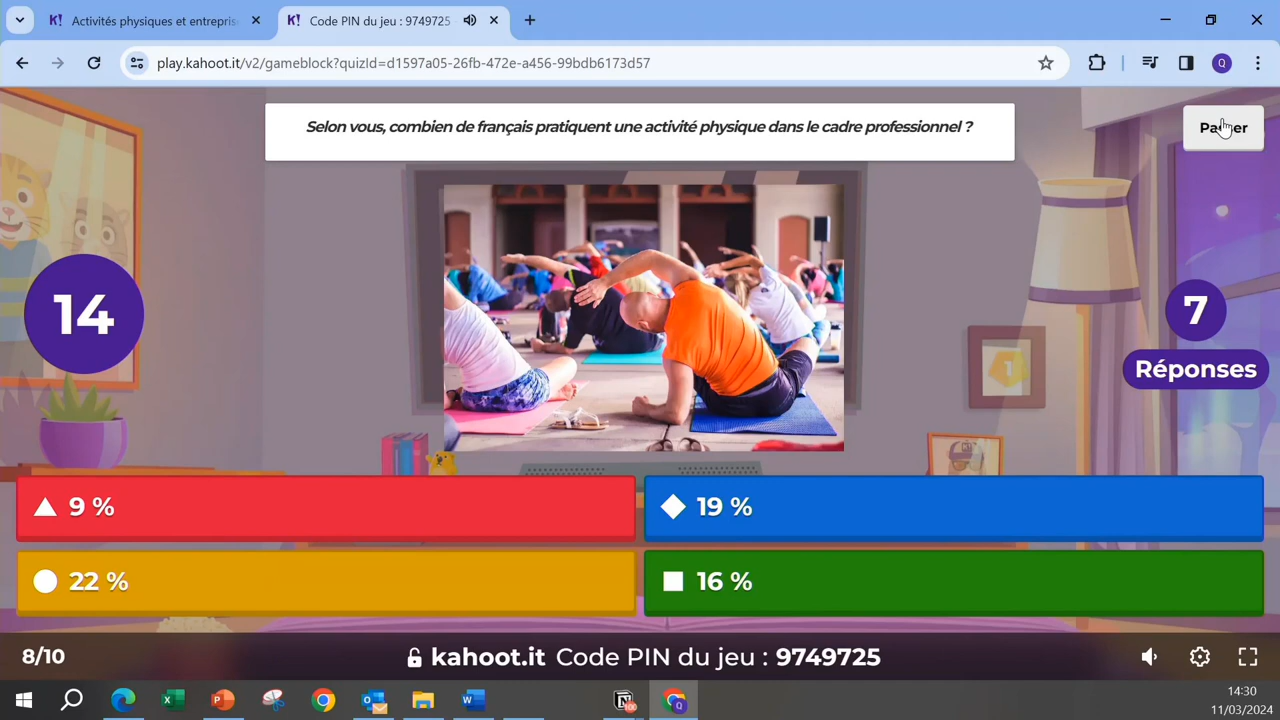 K! Activités physiques et entrepris
K! Code PIN du jeu : 9749725
play.kahoot.it/v2/gameblock?quizId=d1597a05-26fb-472e-a456-99bdb6173d57
Q
Selon vous, combien de français pratiquent une activité physique dans le cadre professionnel ?
Passer
14
7
Réponses
1
9 %
19 %
22 %
16 %
8/10
kahoot.it Code PIN du jeu : 9749725
14:30
11/03/2024